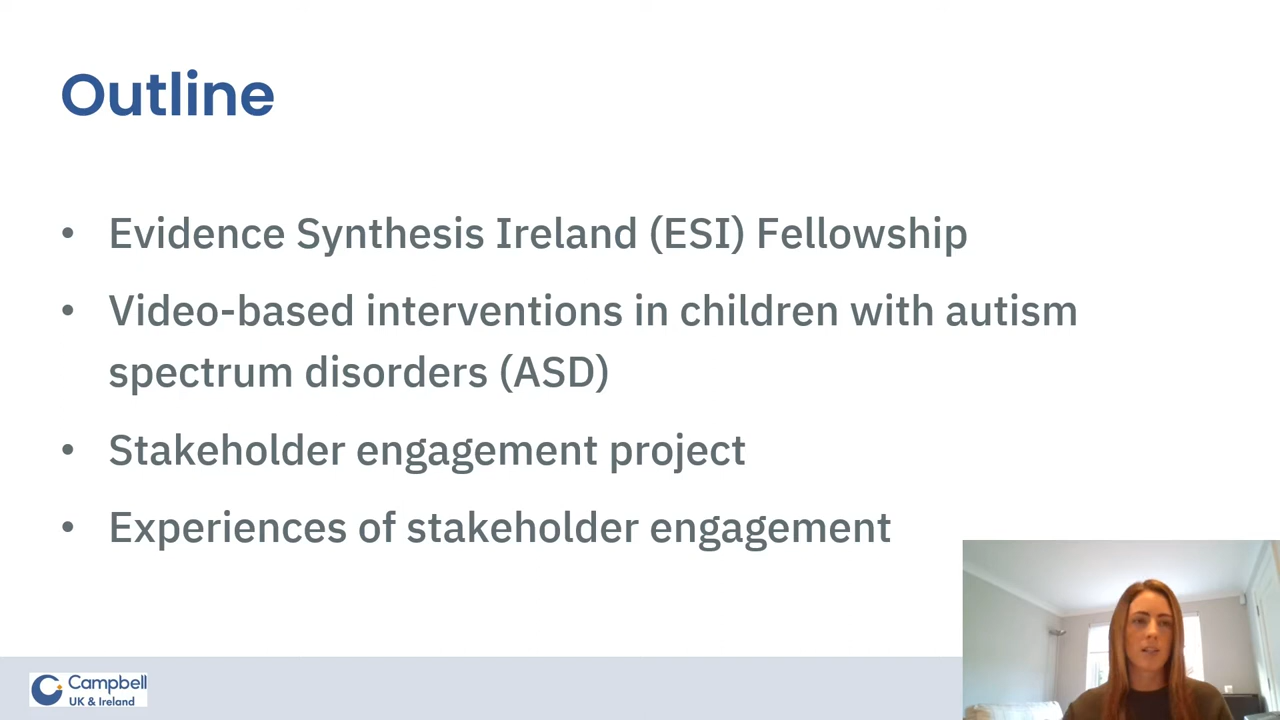 Outline
• Evidence Synthesis Ireland (ESI) Fellowship
• Video-based interventions in children with autism
spectrum disorders (ASD)
• Stakeholder engagement project
• Experiences of stakeholder engagement
Campbell
UK & Ireland